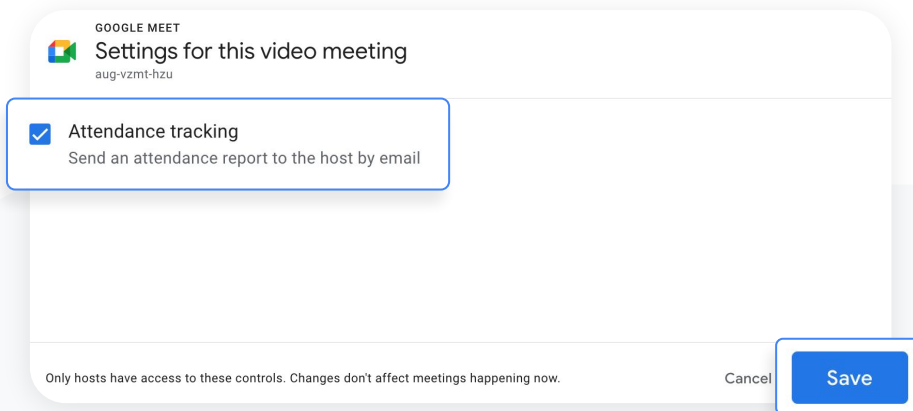 GOOGLE MEET
Settings for this video meeting
aug-vzmt-hzu
Attendance tracking
Send an attendance report to the host by email
Only hosts have access to these controls. Changes don't affect meetings happening now.
Cancel
Save